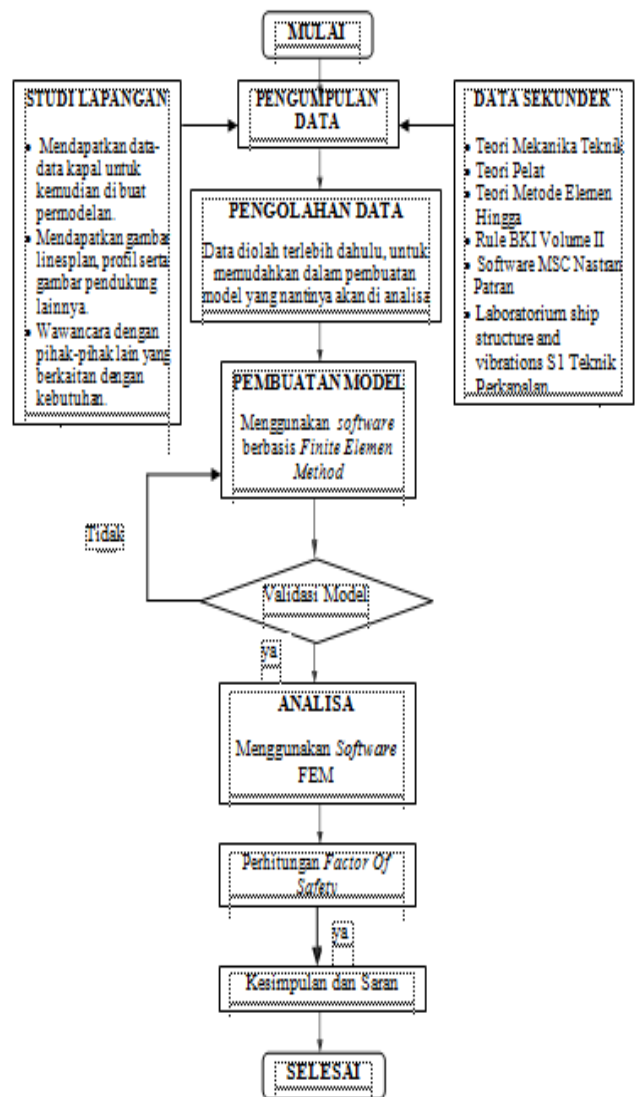 MULAI
STUDI LAPANGAN
• Mendapatkan data-
data kapal untuk
kemudian di buat
permodelan.
• Mendapatkan gambar
linesplan, profil serta
gambar pendukung
lainnya.
• Wawancara dengan
pihak-pihak lain yang
berkaitan dengan
kebutuhan.
PENGUMPULAN
DATA
DATA SEKUNDER
• Teori Mekanika Teknik
• Teori Pelat
• Teori Metode Elemen
Hingga
• Rule BKI Volume II
• Software MSC Nastran
Patran
• Laboratorium ship
structure and
vibrations S1 Teknik
Perkapalan
PENGOLAHAN DATA
Data diolah terlebih dahulu, untuk
memudahkan dalam pembuatan
model yang nantinya akan di analisa
PEMBUATAN MODEL
Menggunakan software
berbasis Finite Elemen
Method
Tidak
Validasi Model
ya
ANALISA
Menggunakan Software
FEM
Perhitungan Factor Of
Safety
ya
Kesimpulan dan Saran
SELESAI